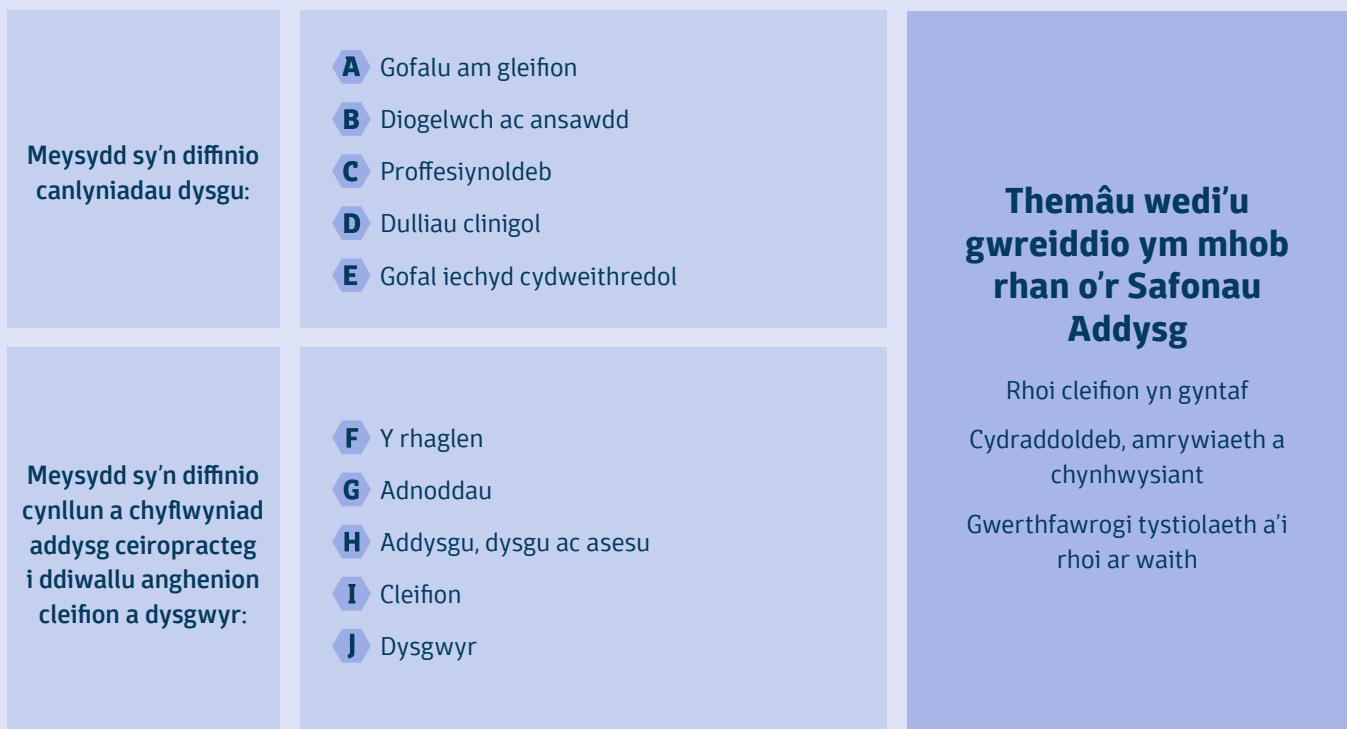 Meysydd sy’n diffinio
canlyniadau dysgu:
A Gofalu am gleifion
B Diogelwch ac ansawdd
C Proffesiynoldeb
D Dulliau clinigol
E Gofal iechyd cydweithredol
Meysydd sy’n diffinio
cynllun a chyflwyniad
addysg ceiropracteg
i ddiwallu anghenion
cleifion a dysgwyr:
F Y rhaglen
G Adnoddau
H Addysgu, dysgu ac asesu
I Cleifion
J Dysgwyr
Themâu wedi’u
gwreiddio ym mhob
rhan o’r Safonau
Addysg
Rhoi cleifion yn gyntaf
Cydraddoldeb, amrywiaeth a
chynhwysiant
Gwerthfawrogi tystiolaeth a’i
rhoi ar waith